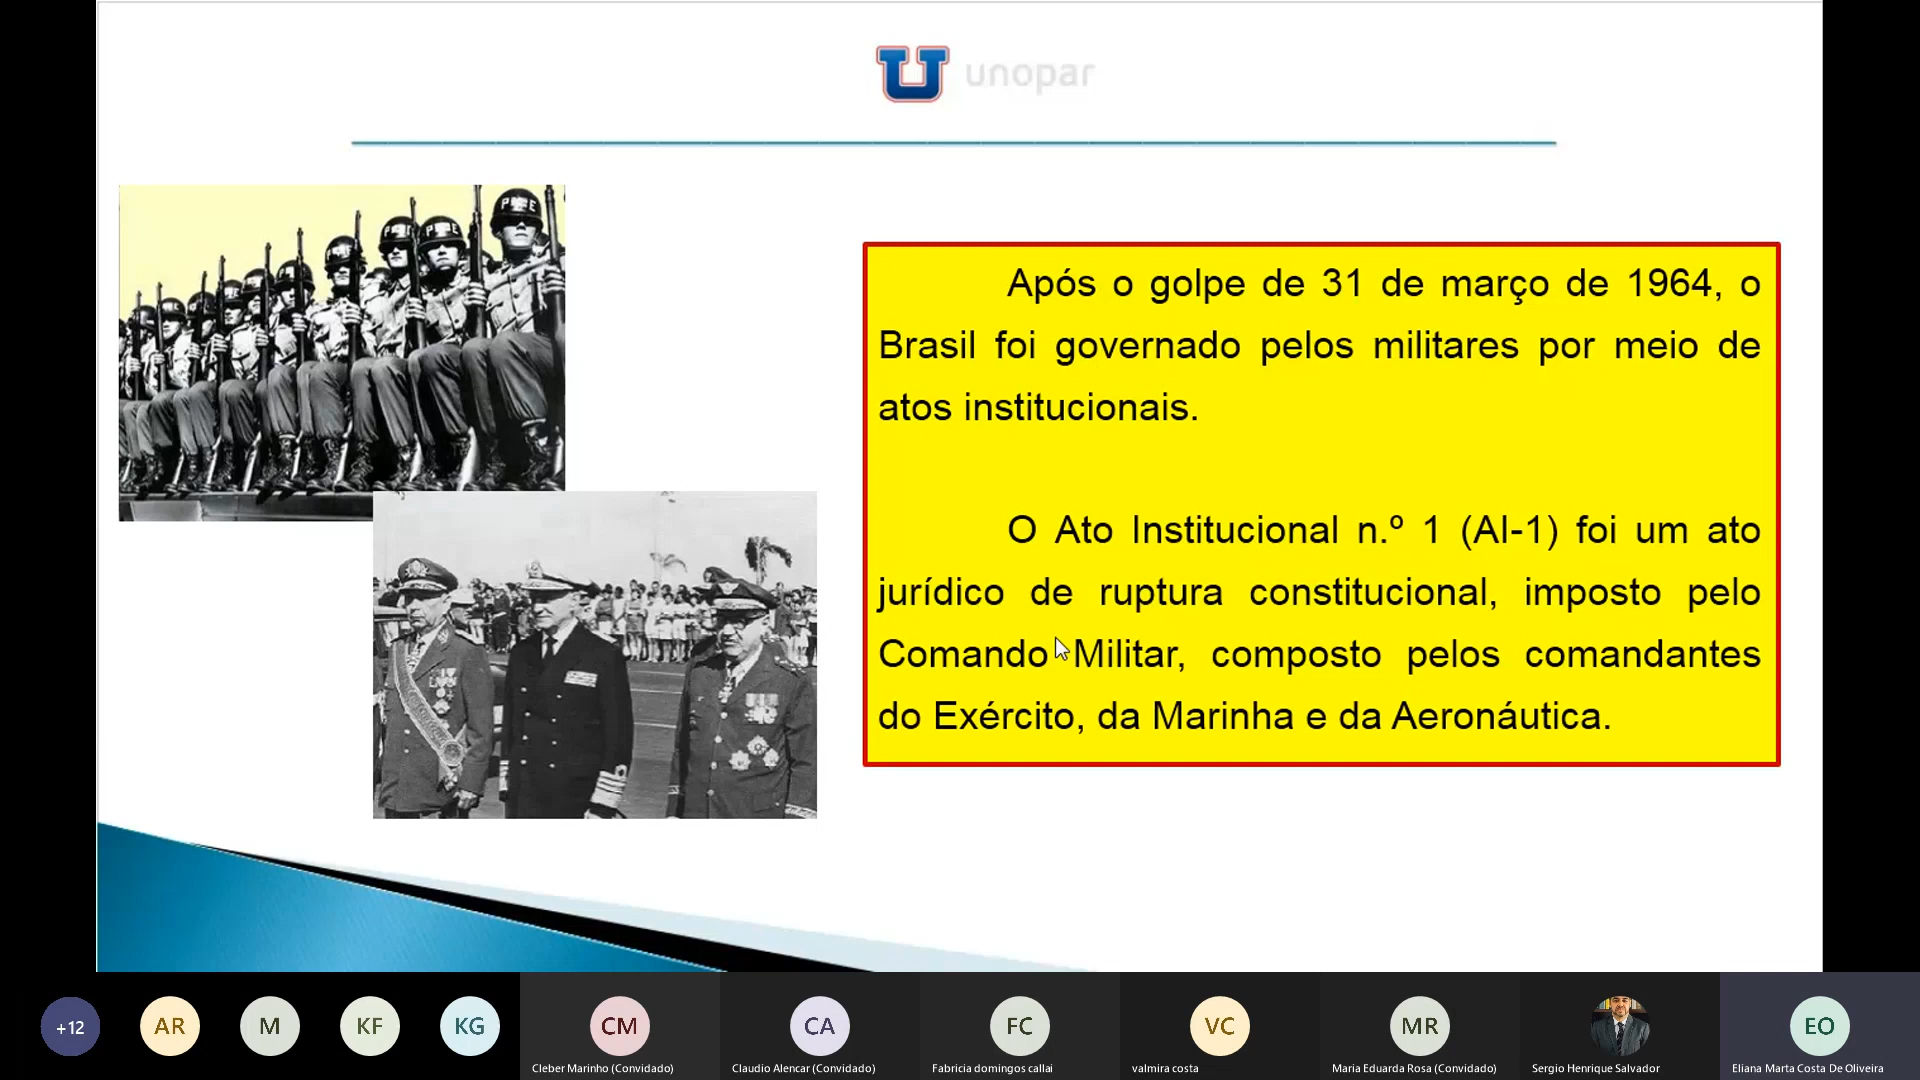 unopar
P E
P E
P E
Após o golpe de 31 de março de 1964, o
Brasil foi governado pelos militares por meio de
atos institucionais.
O Ato Institucional n.º 1 (AI-1) foi um ato
jurídico de ruptura constitucional, imposto pelo
Comando Militar, composto pelos comandantes
do Exército, da Marinha e da Aeronáutica.
+12
AR
M
KF
KG
CM
Cleber Marinho (Convidado)
CA
Claudio Alencar (Convidado)
FC
Fabricia domingos callai
VC
valmira costa
MR
Maria Eduarda Rosa (Convidado)
Sergio Henrique Salvador
EO
Eliana Marta Costa De Oliveira